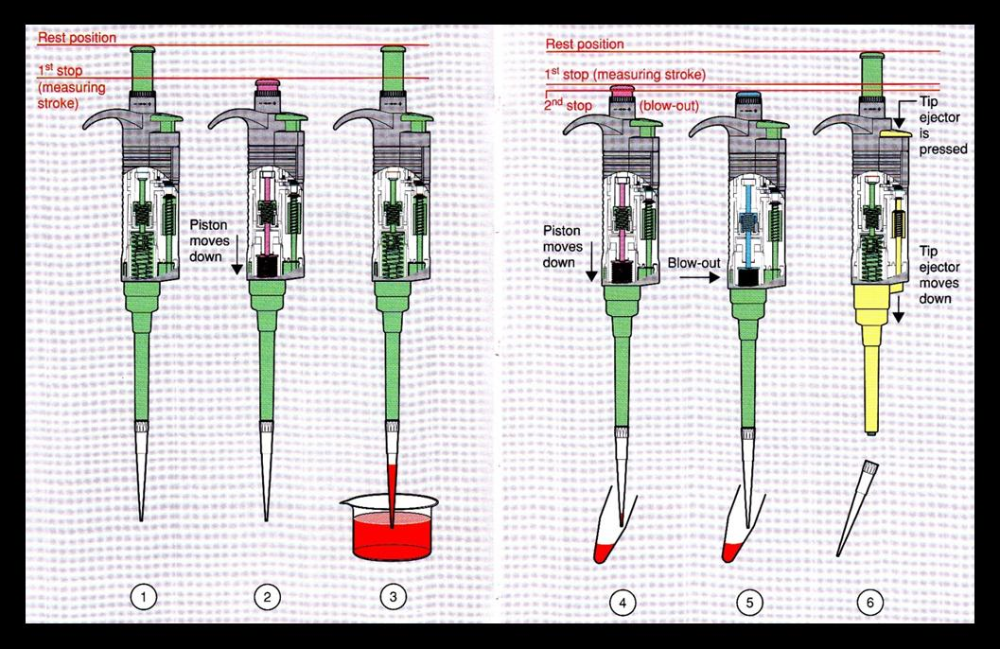 Rest position
1st stop
(measuring
stroke)
Piston
moves
down
1
2
3
Rest position
1st stop (measuring stroke)
2nd stop (blow-out)
Tip
ejector
is
pressed
Piston
moves
down
Blow-out
Tip
ejector
moves
down
4
5
6